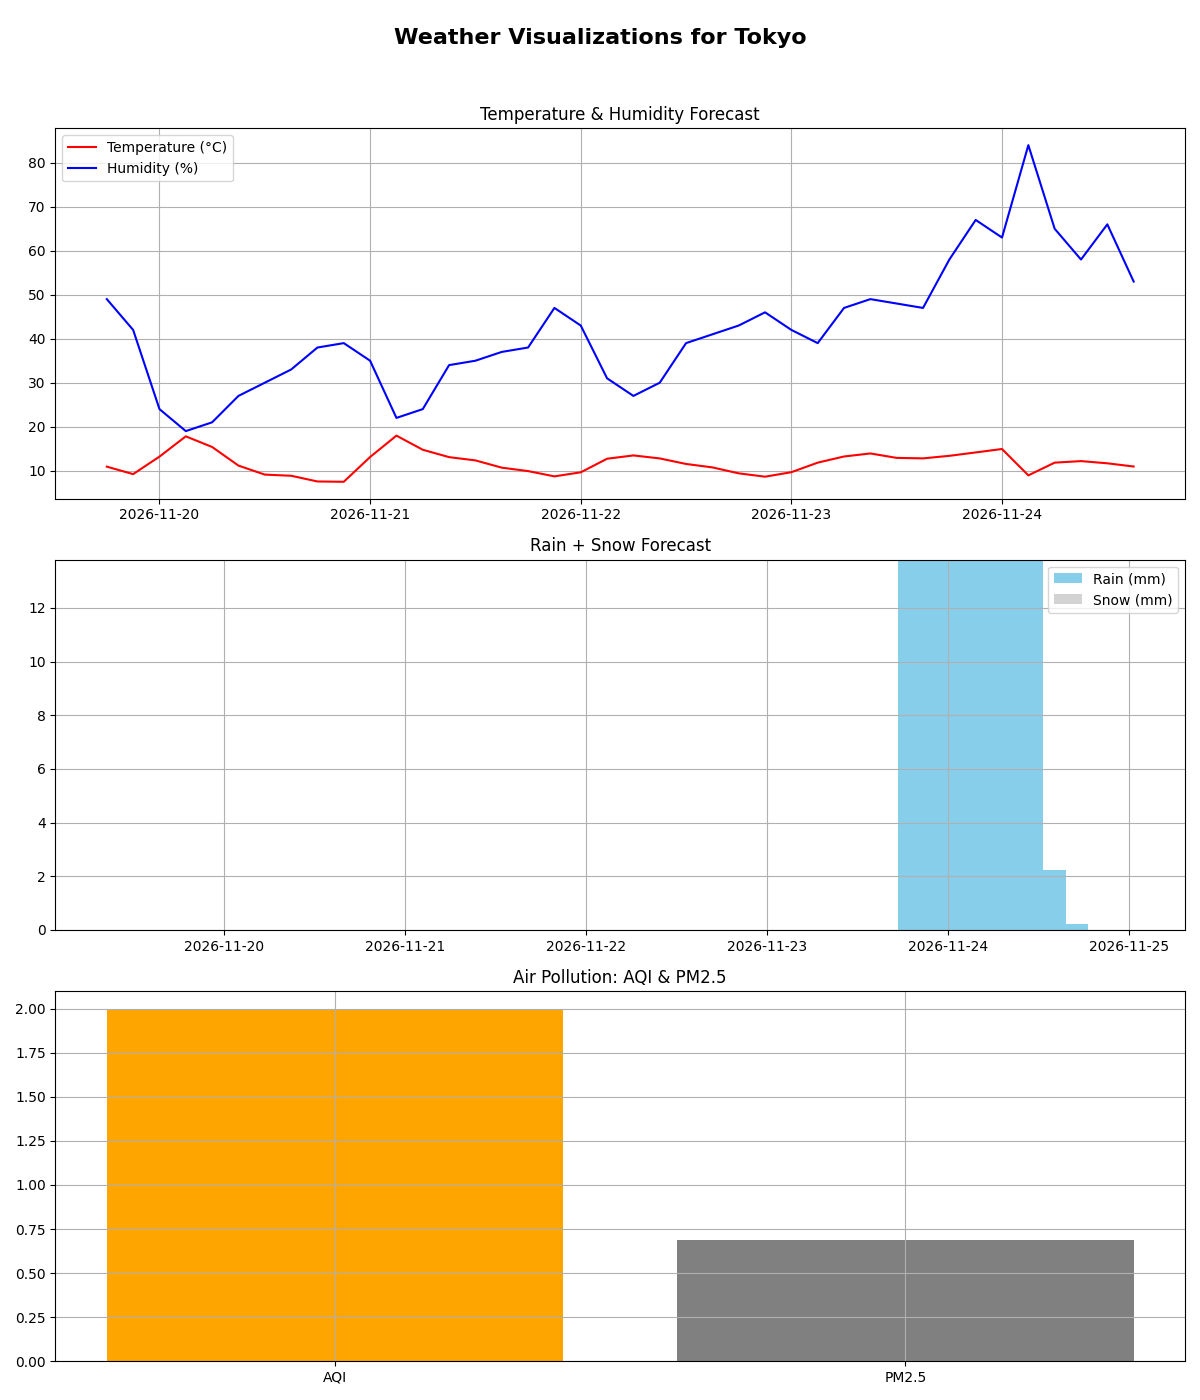 Weather Visualizations for Tokyo
Temperature & Humidity Forecast
Temperature (°C)
Humidity (%)
80
70
60
50
40
30
20
10
2026-11-20 2026-11-21 2026-11-22 2026-11-23 2026-11-24
Rain + Snow Forecast
Rain (mm)
Snow (mm)
12
10
8
6
4
2
0
2026-11-20 2026-11-21 2026-11-22 2026-11-23 2026-11-24 2026-11-25
Air Pollution: AQI & PM2.5
2.00
1.75
1.50
1.25
1.00
0.75
0.50
0.25
0.00
AQI PM2.5